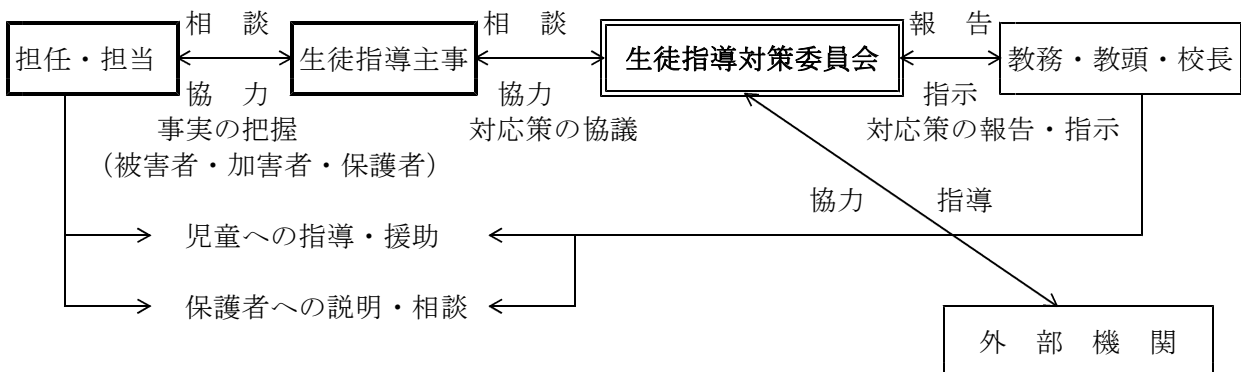 相　談　　　　　　　相　談　　　　　　　　　　報　告
担任・担当　　生徒指導主事　　生徒指導対策委員会　　教務・教頭・校長
協　力　　　　　　　協力　　　　　　　　　　　指示
事実の把握　　　　　対応策の協議　　　　　　　対応策の報告・指示
（被害者・加害者・保護者）
協力　　　指導
児童への指導・援助
保護者への説明・相談
外　部　機　関